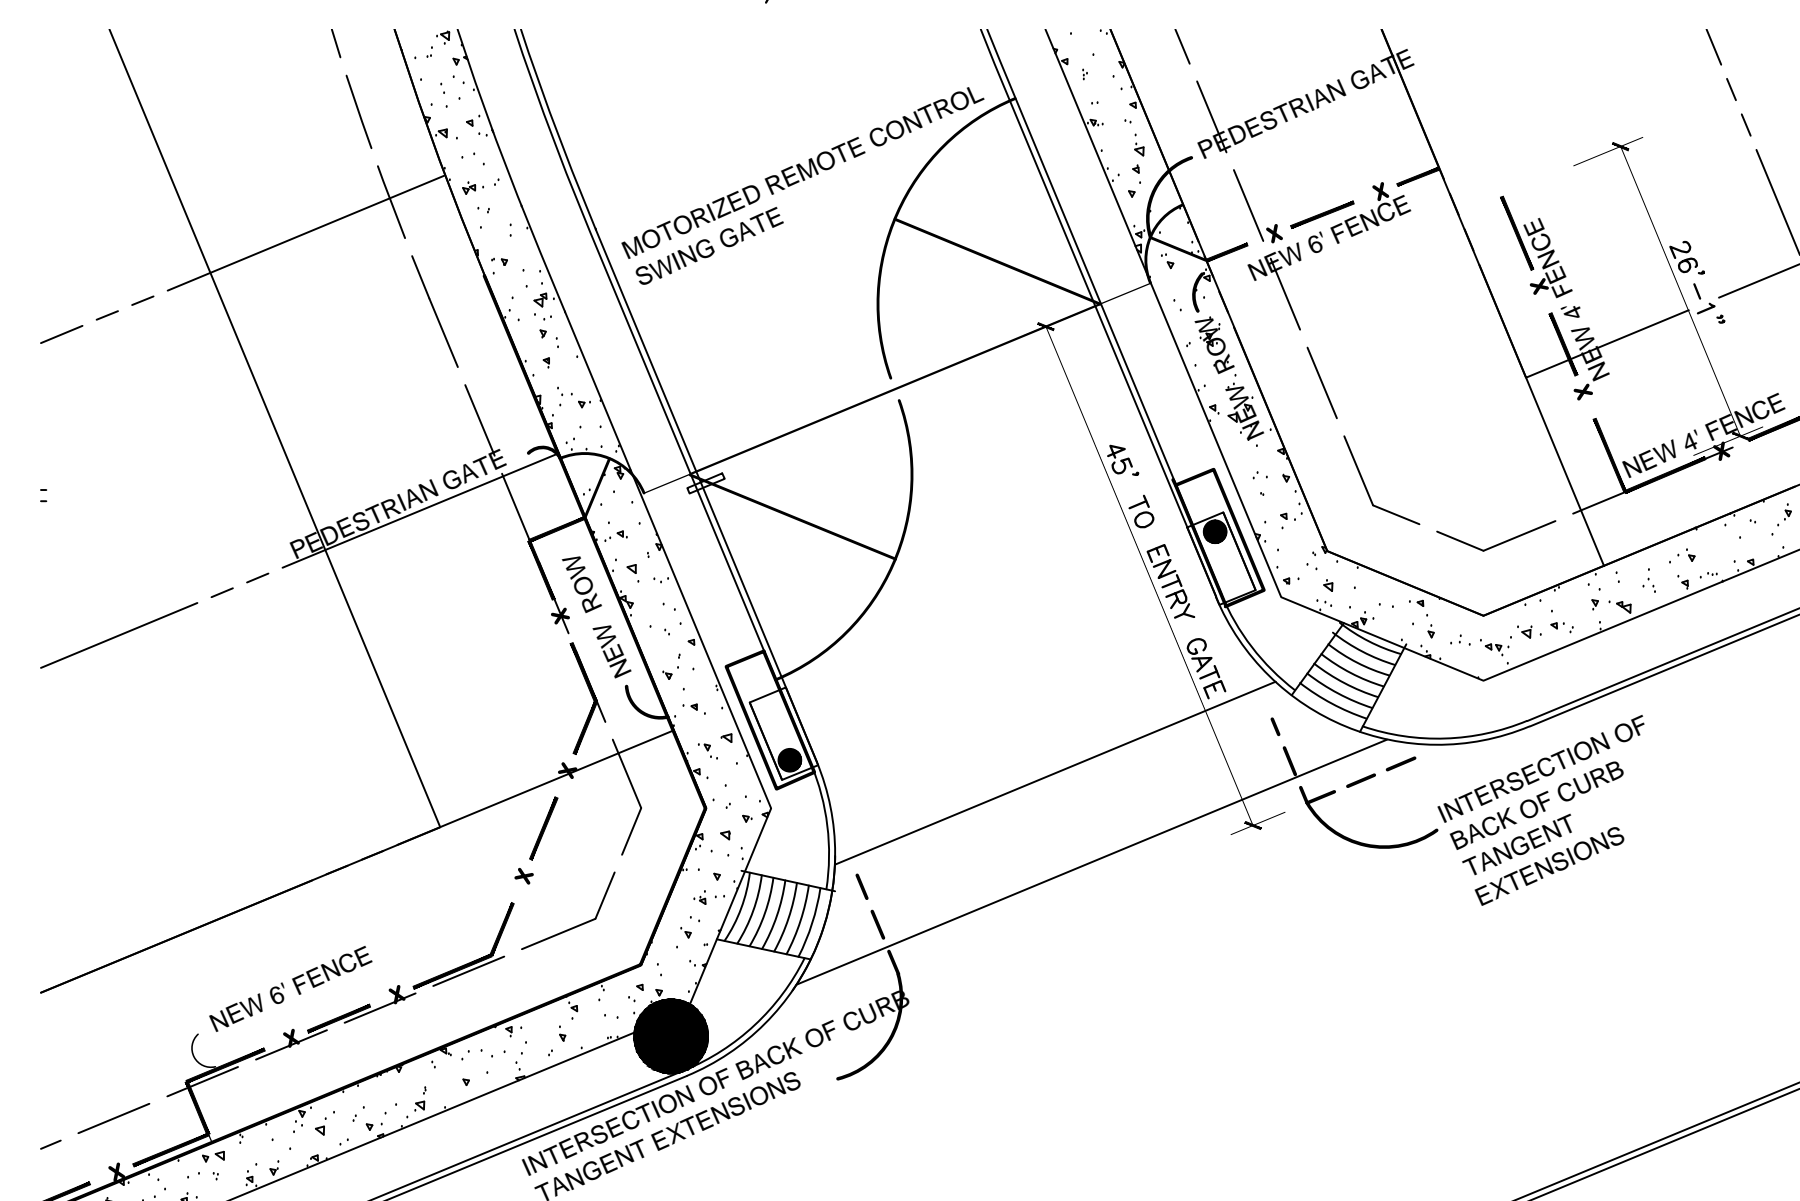 PEDESTRIAN GATE
MOTORIZED REMOTE CONTROL
SWING GATE
NEW 6' FENCE
NEW 4' FENCE
26'-1"
NEW ROW
NEW 4' FENCE
PEDESTRIAN GATE
45' TO ENTRY GATE
NEW ROW
INTERSECTION OF
BACK OF CURB
TANGENT
EXTENSIONS
NEW 6' FENCE
INTERSECTION OF BACK OF CURB
TANGENT EXTENSIONS